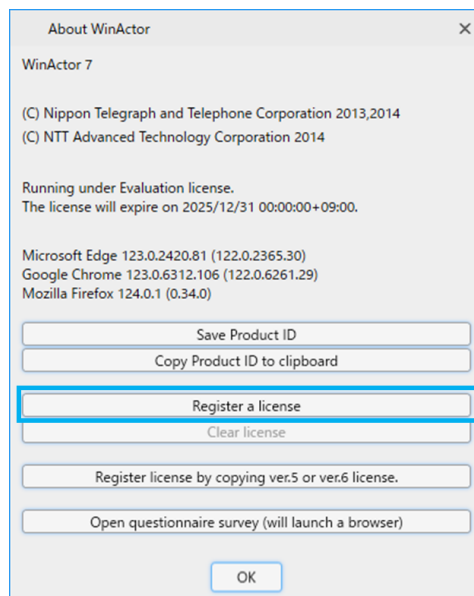 About WinActor
WinActor 7
(C) Nippon Telegraph and Telephone Corporation 2013,2014
(C) NTT Advanced Technology Corporation 2014
Running under Evaluation license.
The license will expire on 2025/12/31 00:00:00+09:00.
Microsoft Edge 123.0.2420.81 (122.0.2365.30)
Google Chrome 123.0.6312.106 (122.0.6261.29)
Mozilla Firefox 124.0.1 (0.34.0)
Save Product ID
Copy Product ID to clipboard
Register a license
Clear license
Register license by copying ver.5 or ver.6 license.
Open questionnaire survey (will launch a browser)
OK